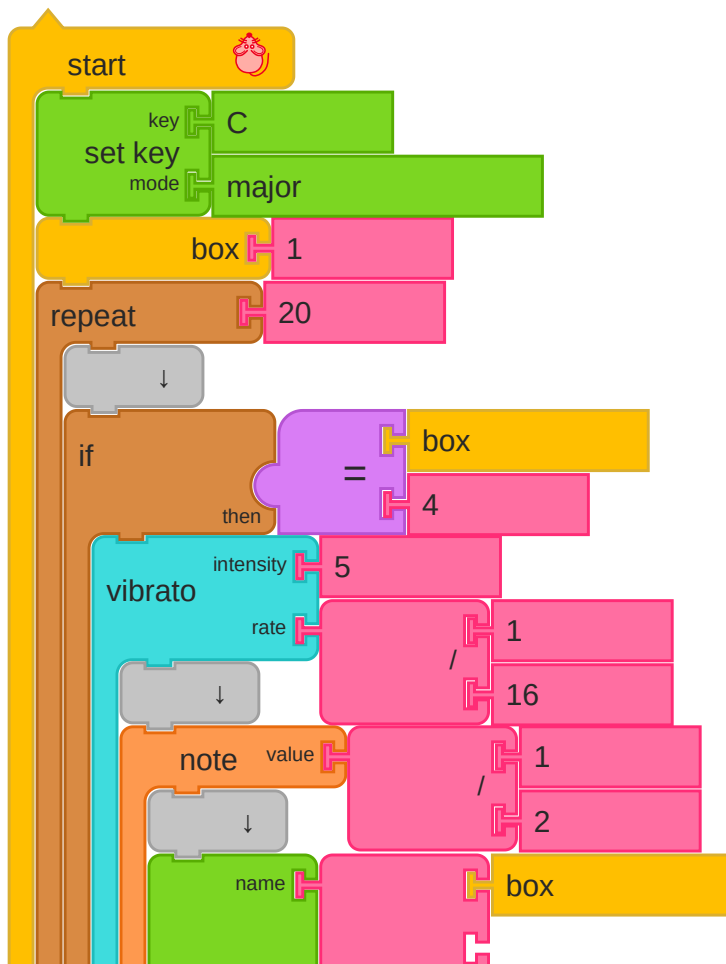 start
key C
set key
mode major
box 1
repeat 20
↓
if
box
=
4
then
intensity 5
vibrato
rate
1
/
16
↓
note value
1
/
2
↓
name
box